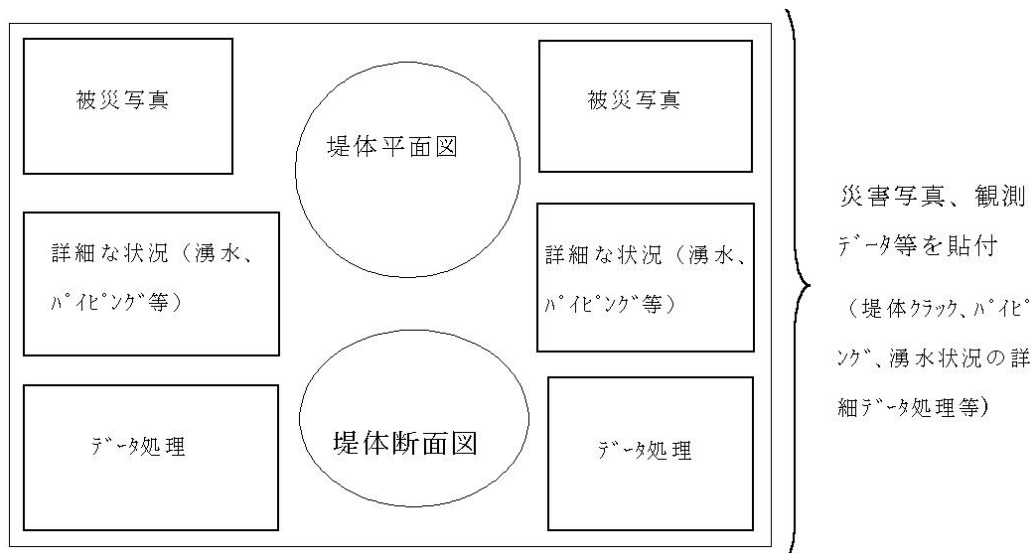 被災写真
堤体平面図
被災写真
詳細な状況（湧水、
ﾊﾟｲﾋﾟﾝｸﾞ等）
詳細な状況（湧水、
ﾊﾟｲﾋﾟﾝｸﾞ等）
ﾃﾞｰﾀ処理
堤体断面図
ﾃﾞｰﾀ処理
災害写真、観測
ﾃﾞｰﾀ等を貼付
（堤体ｸﾗｯｸ、ﾊﾟｲﾋﾟ
ﾝｸﾞ、湧水状況の詳
細ﾃﾞｰﾀ処理等)